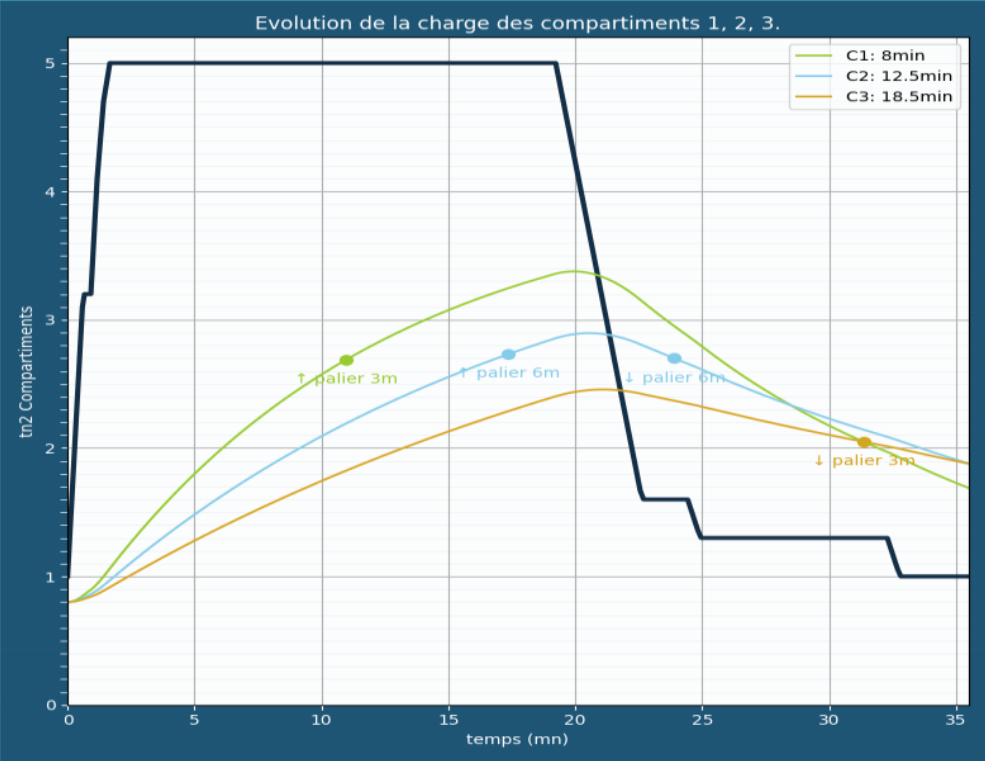 Evolution de la charge des compartiments 1, 2, 3.
C1: 8min
C2: 12.5min
C3: 18.5min
tn2 Compartiments
5
4
3
2
1
0
↑ palier 3m
↑ palier 6m
↓ palier 6m
↓ palier 3m
0 5 10 15 20 25 30 35
temps (mn)